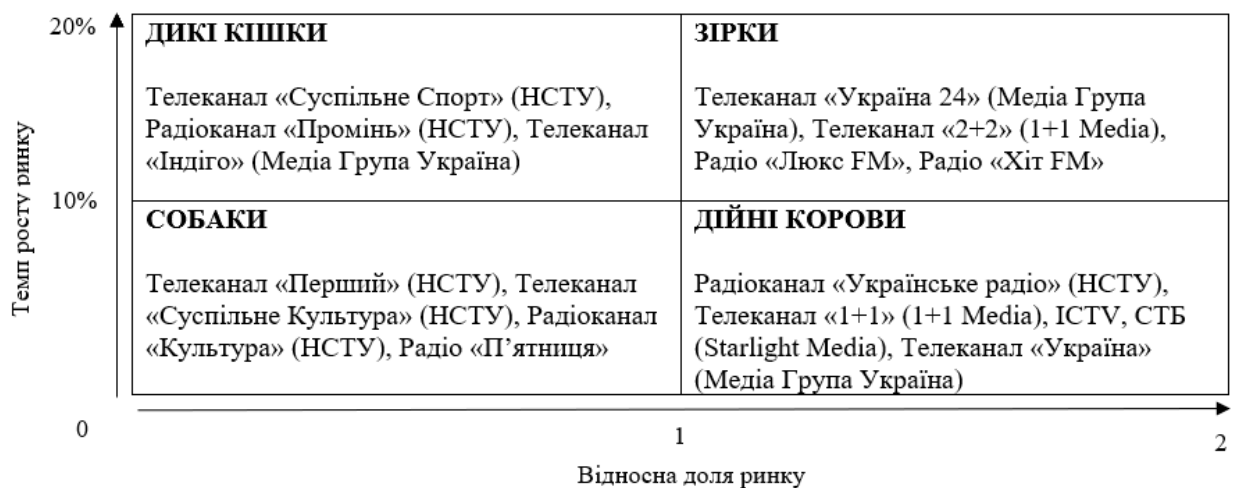 20%
ДИКІ КІШКИ
Телеканал «Суспільне Спорт» (НСТУ),
Радіоканал «Промінь» (НСТУ), Телеканал
«Індіго» (Медіа Група Україна)
ЗІРКИ
Телеканал «Україна 24» (Медіа Група
Україна), Телеканал «2+2» (1+1 Media),
Радіо «Люкс FM», Радіо «Хіт FM»
Темп росту ринку
10%
СОБАКИ
Телеканал «Перший» (НСТУ), Телеканал
«Суспільне Культура» (НСТУ), Радіоканал
«Культура» (НСТУ), Радіо «П’ятниця»
ДІЙНІ КОРОВИ
Радіоканал «Українське радіо» (НСТУ),
Телеканал «1+1» (1+1 Media), ICTV, СТБ
(Starlight Media), Телеканал «Україна»
(Медіа Група Україна)
0
1
2
Відносна доля ринку